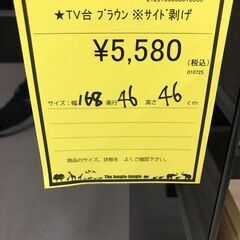 ★TV台 ブラウン ※サイド剥げ
¥5,580
(税込)
010725
サイズ:幅 168 奥行 46 高さ 46 cm
商品のサイズ、状態を よくご確認下さい。
The Jungle-Jungle